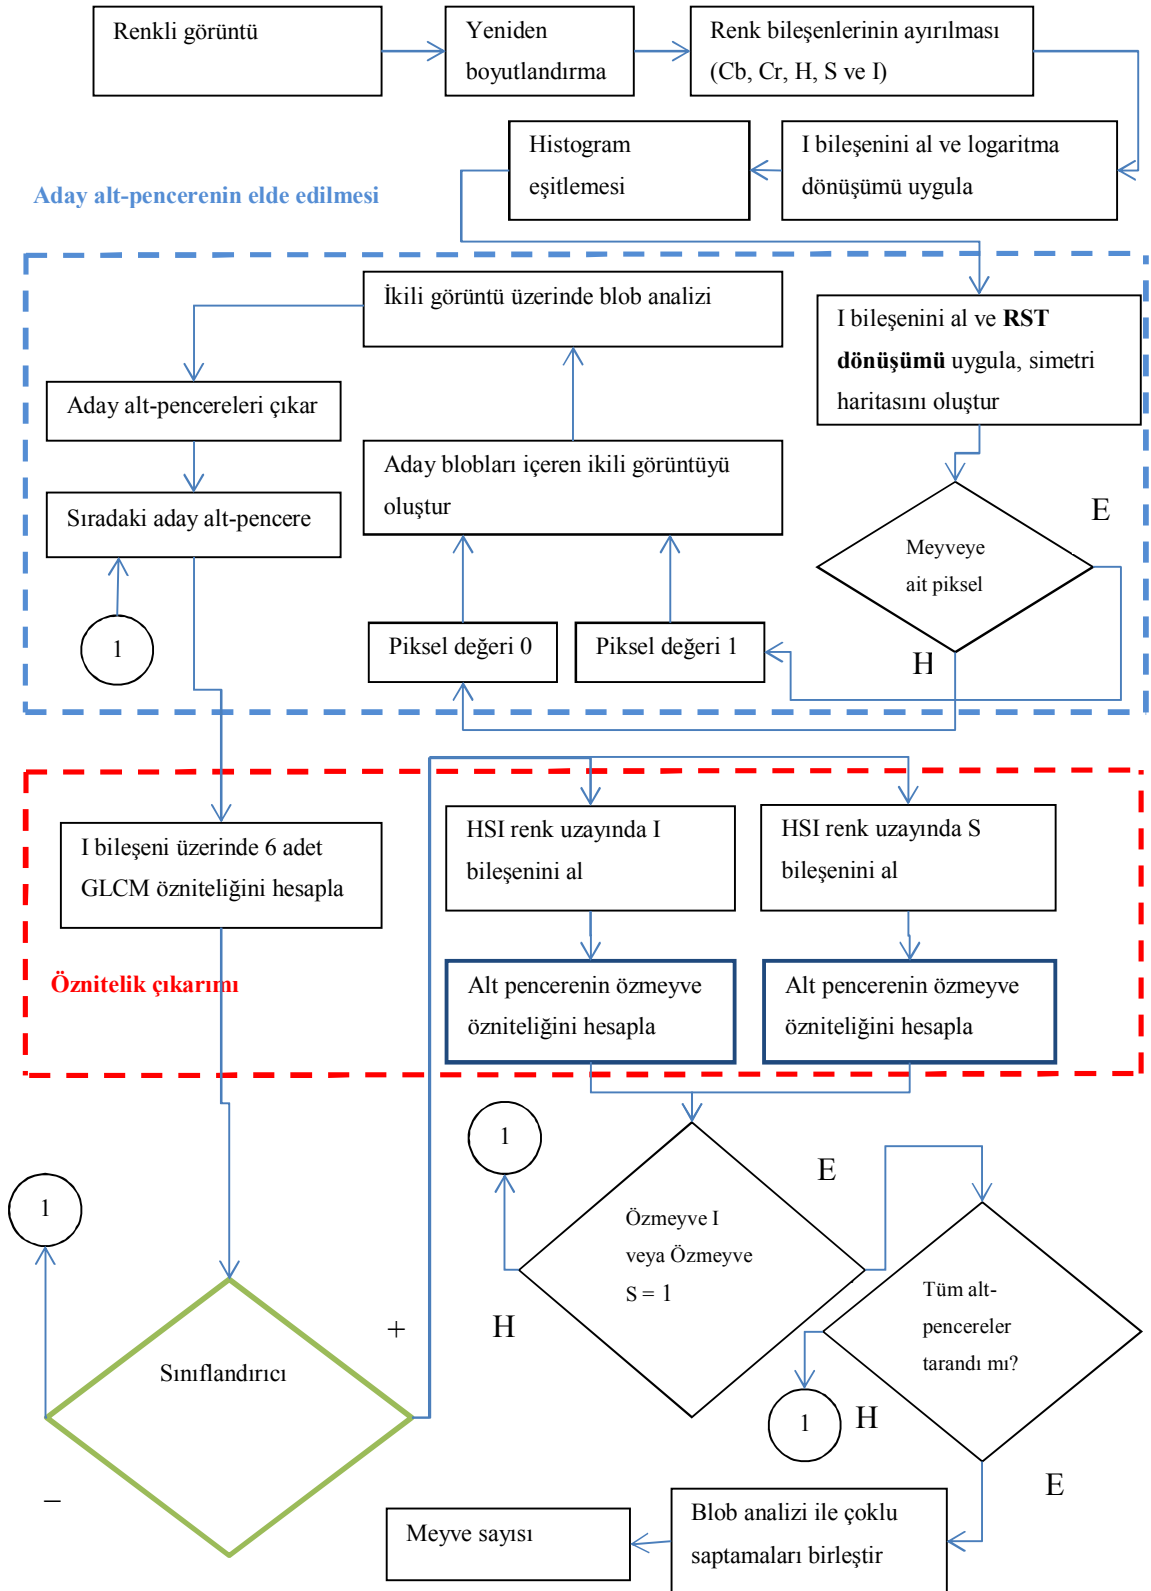 Renkli görüntü
Yeniden
boyutlandırma
Renk bileşenlerinin ayırılması
(Cb, Cr, H, S ve I)
I bileşenini al ve logaritma
dönüşümü uygula
Histogram
eşitlemesi
Aday alt-pencerenin elde edilmesi
I bileşenini al ve RST
dönüşümü uygula, simetri
haritasını oluştur
Meyveye
ait piksel
E
H
Piksel değeri 1
Piksel değeri 0
Aday blobları içeren ikili görüntüyü
oluştur
İkili görüntü üzerinde blob analizi
Aday alt-pencereleri çıkar
Sıradaki aday alt-pencere
1
I bileşeni üzerinde 6 adet
GLCM özniteliğini hesapla
Öznitelik çıkarımı
HSI renk uzayında I
bileşenini al
HSI renk uzayında S
bileşenini al
Alt pencerenin özmeyve
özniteliğini hesapla
Alt pencerenin özmeyve
özniteliğini hesapla
1
Sınıflandırıcı
+
–
1
Özmeyve I
veya Özmeyve
S = 1
H
E
Tüm alt-
pencereler
tarandı mı?
1
H
E
Blob analizi ile çoklu
saptamaları birleştir
Meyve sayısı